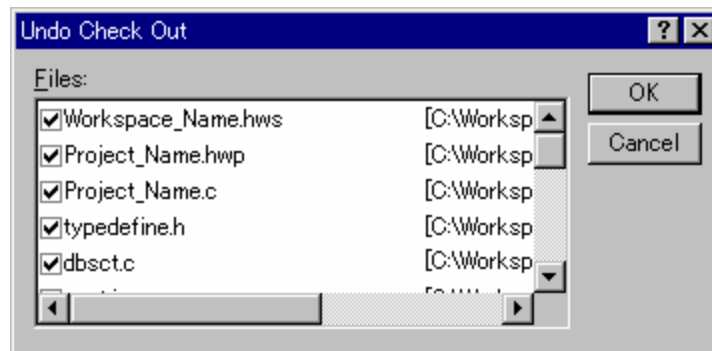 Undo Check Out
Files:
OK
Workspace_Name.hws [C:\Worksp
Cancel
Project_Name.hwp [C:\Worksp
Project_Name.c [C:\Worksp
typedefine.h [C:\Worksp
dbsct.c [C:\Worksp